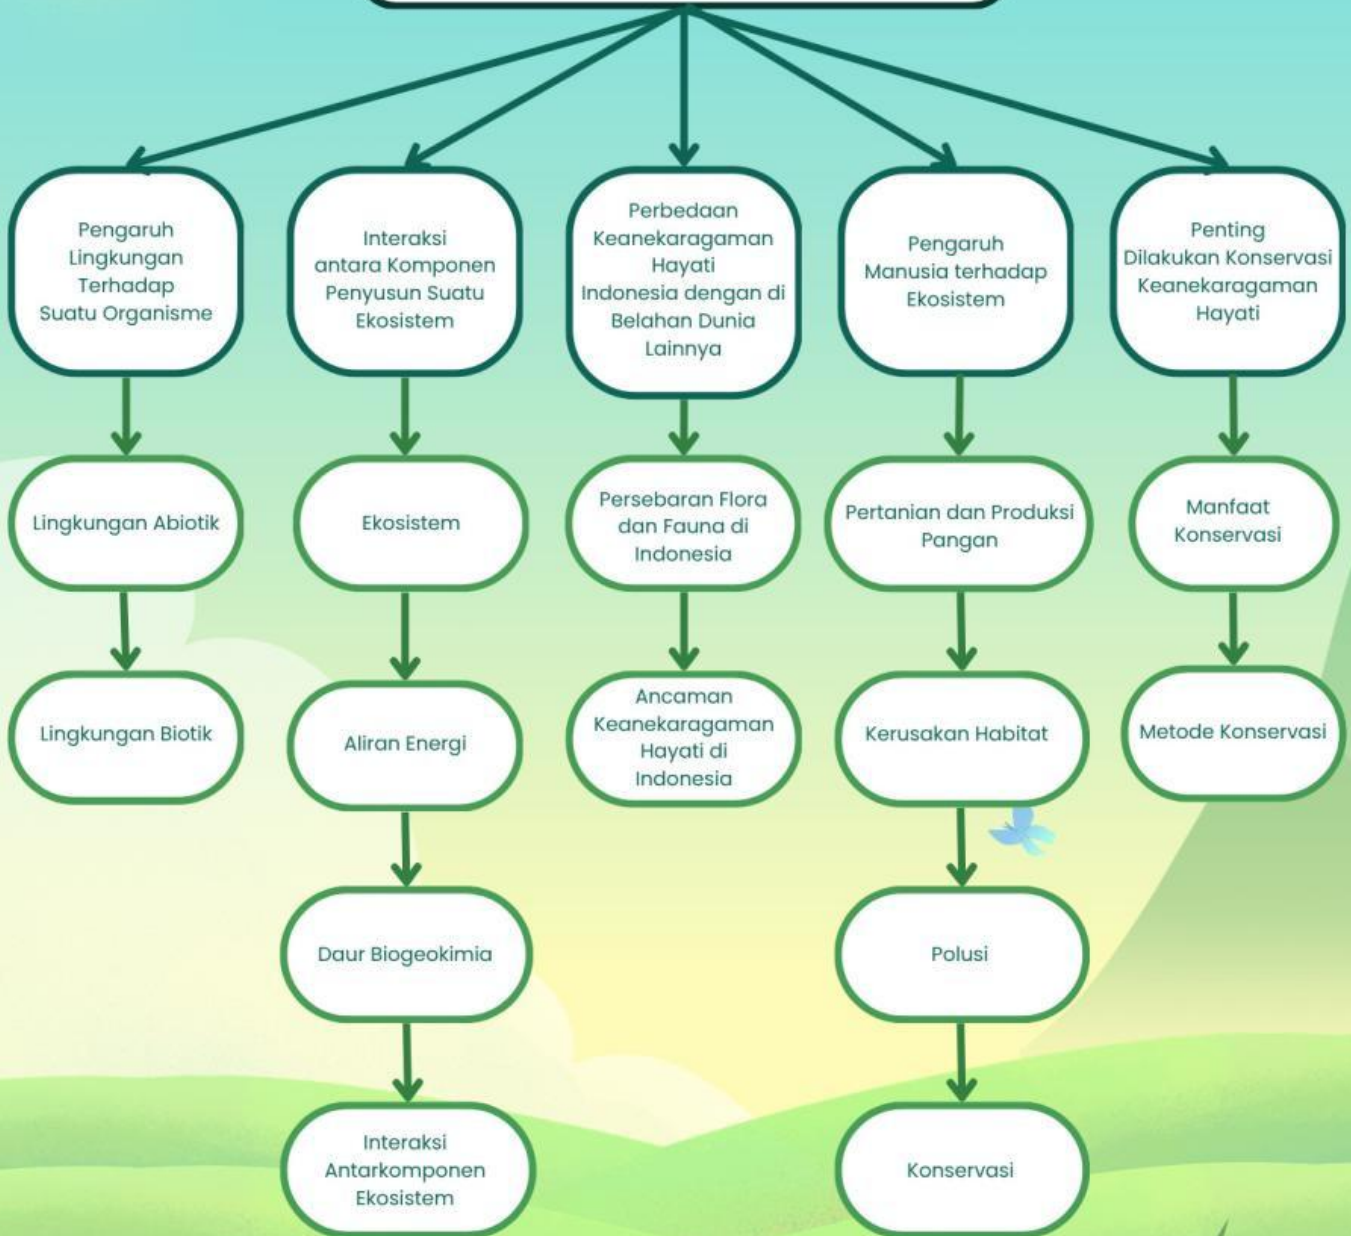 Pengaruh
Lingkungan
Terhadap
Suatu Organisme
Interaksi
antara Komponen
Penyusun Suatu
Ekosistem
Perbedaan
Keanekaragaman
Hayati
Indonesia dengan di
Belahan Dunia
Lainnya
Pengaruh
Manusia terhadap
Ekosistem
Penting
Dilakukan Konservasi
Keanekaragaman
Hayati
Lingkungan Abiotik
Ekosistem
Persebaran Flora
dan Fauna di
Indonesia
Pertanian dan Produksi
Pangan
Manfaat
Konservasi
Lingkungan Biotik
Aliran Energi
Ancaman
Keanekaragaman
Hayati di
Indonesia
Kerusakan Habitat
Metode Konservasi
Daur Biogeokimia
Polusi
Interaksi
Antarkomponen
Ekosistem
Konservasi